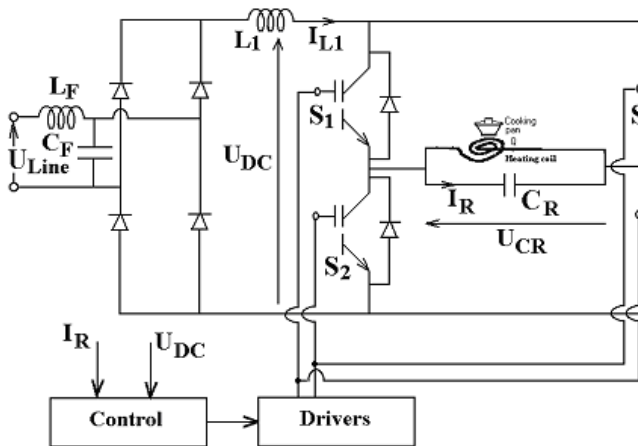 L1
IL1
LF
CF
ULine
UDC
S1
S
Cooking
pan
Q
Heating coil
IR
CR
UCR
S2
IR
UDC
Control
Drivers